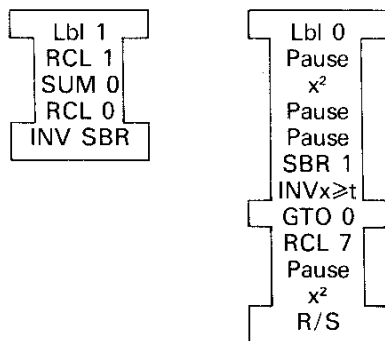 Lbl 1
RCL 1
SUM 0
RCL 0
INV SBR
Lbl 0
Pause
x²
Pause
Pause
SBR 1
INVx≥t
GTO 0
RCL 7
Pause
x²
R/S